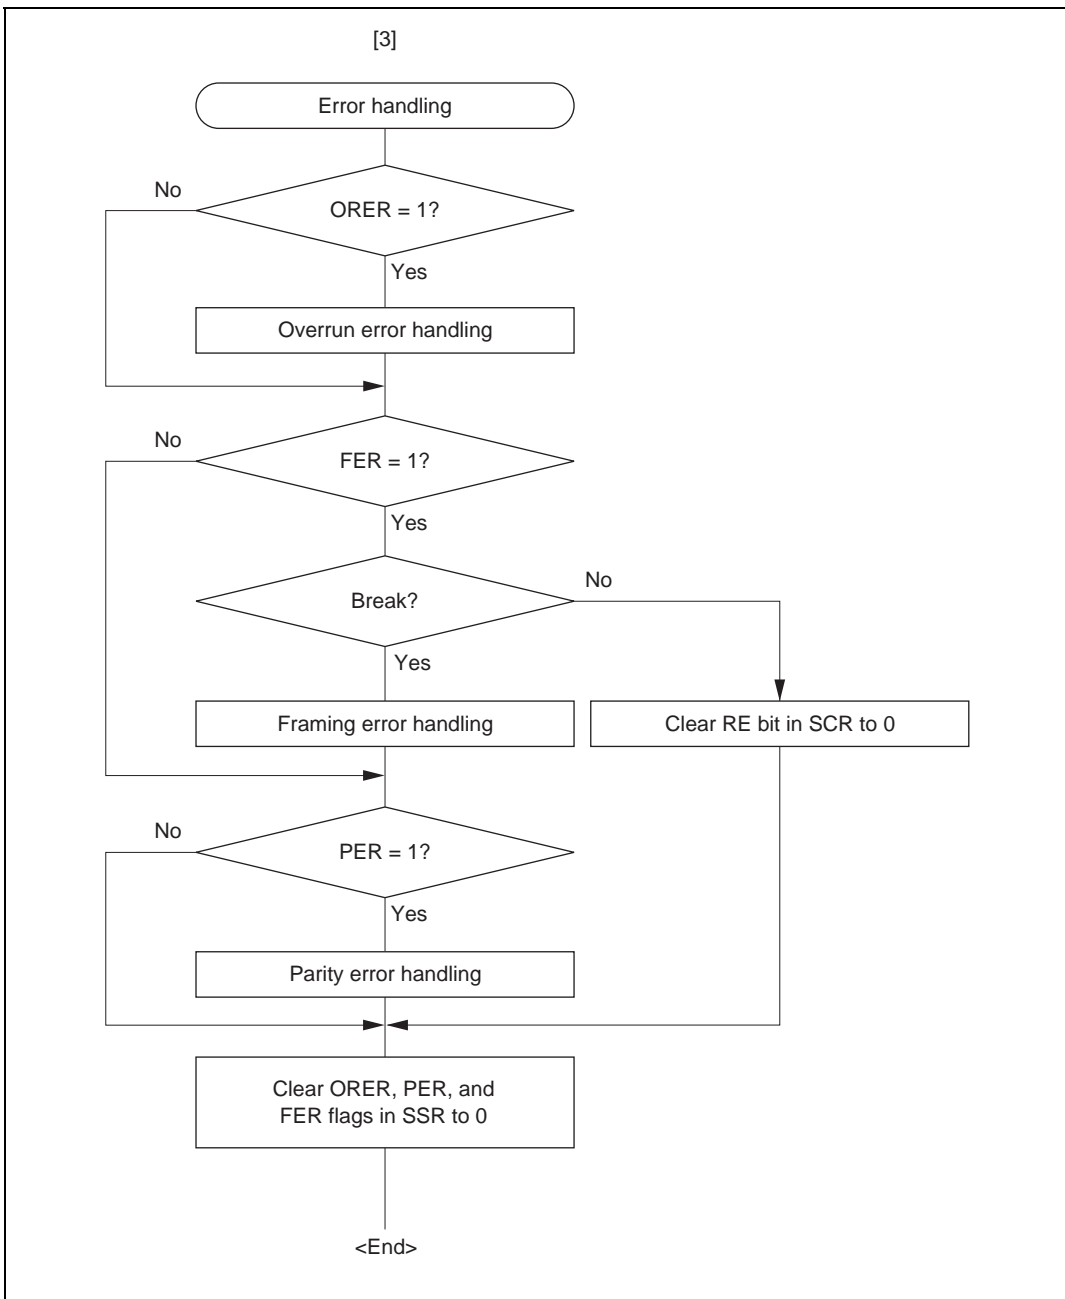 [3]
Error handling
No
ORER = 1?
Yes
Overrun error handling
No
FER = 1?
Yes
No
Break?
Yes
Framing error handling
Clear RE bit in SCR to 0
No
PER = 1?
Yes
Parity error handling
Clear ORER, PER, and
FER flags in SSR to 0
<End>